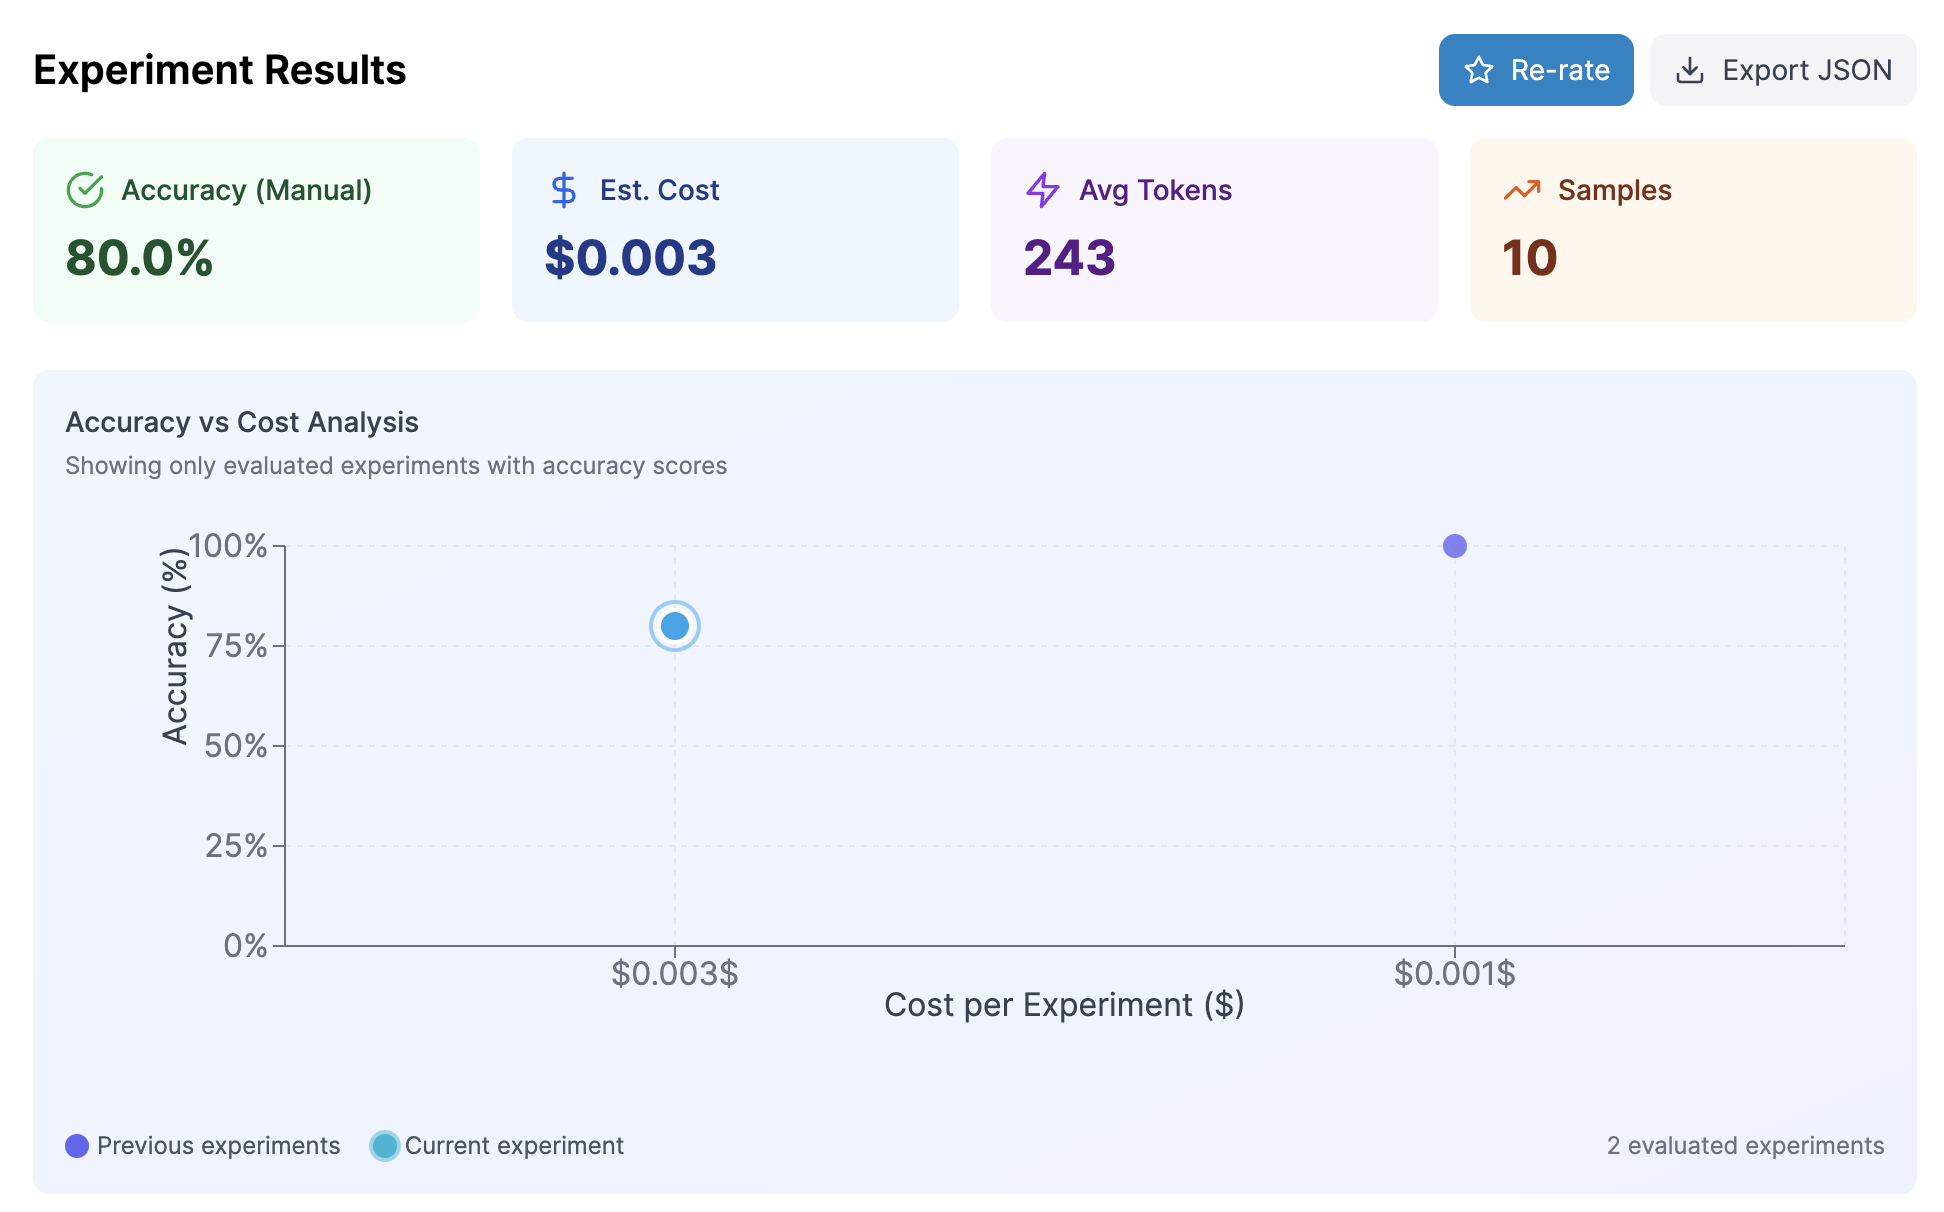 Experiment Results
Re-rate
Export JSON
Accuracy (Manual)
80.0%
Est. Cost
$0.003
Avg Tokens
243
Samples
10
Accuracy vs Cost Analysis
Showing only evaluated experiments with accuracy scores
Accuracy (%)
100%
75%
50%
25%
0%
$0.003$
$0.001$
Cost per Experiment ($)
Previous experiments
Current experiment
2 evaluated experiments